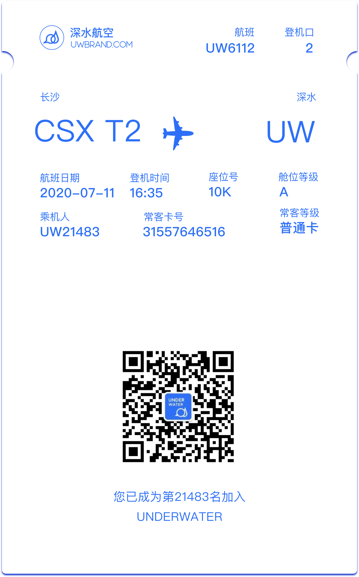 深水航空
UWBRAND.COM
航班 登机口
UW6112 2
长沙 深水
CSX T2 UW
航班日期 登机时间 座位号 舱位等级
2020-07-11 16:35 10K A
乘机人 常客卡号 常客等级
UW21483 31557646516 普通卡
UNDER
WATER
您已成为第21483名加入
UNDERWATER